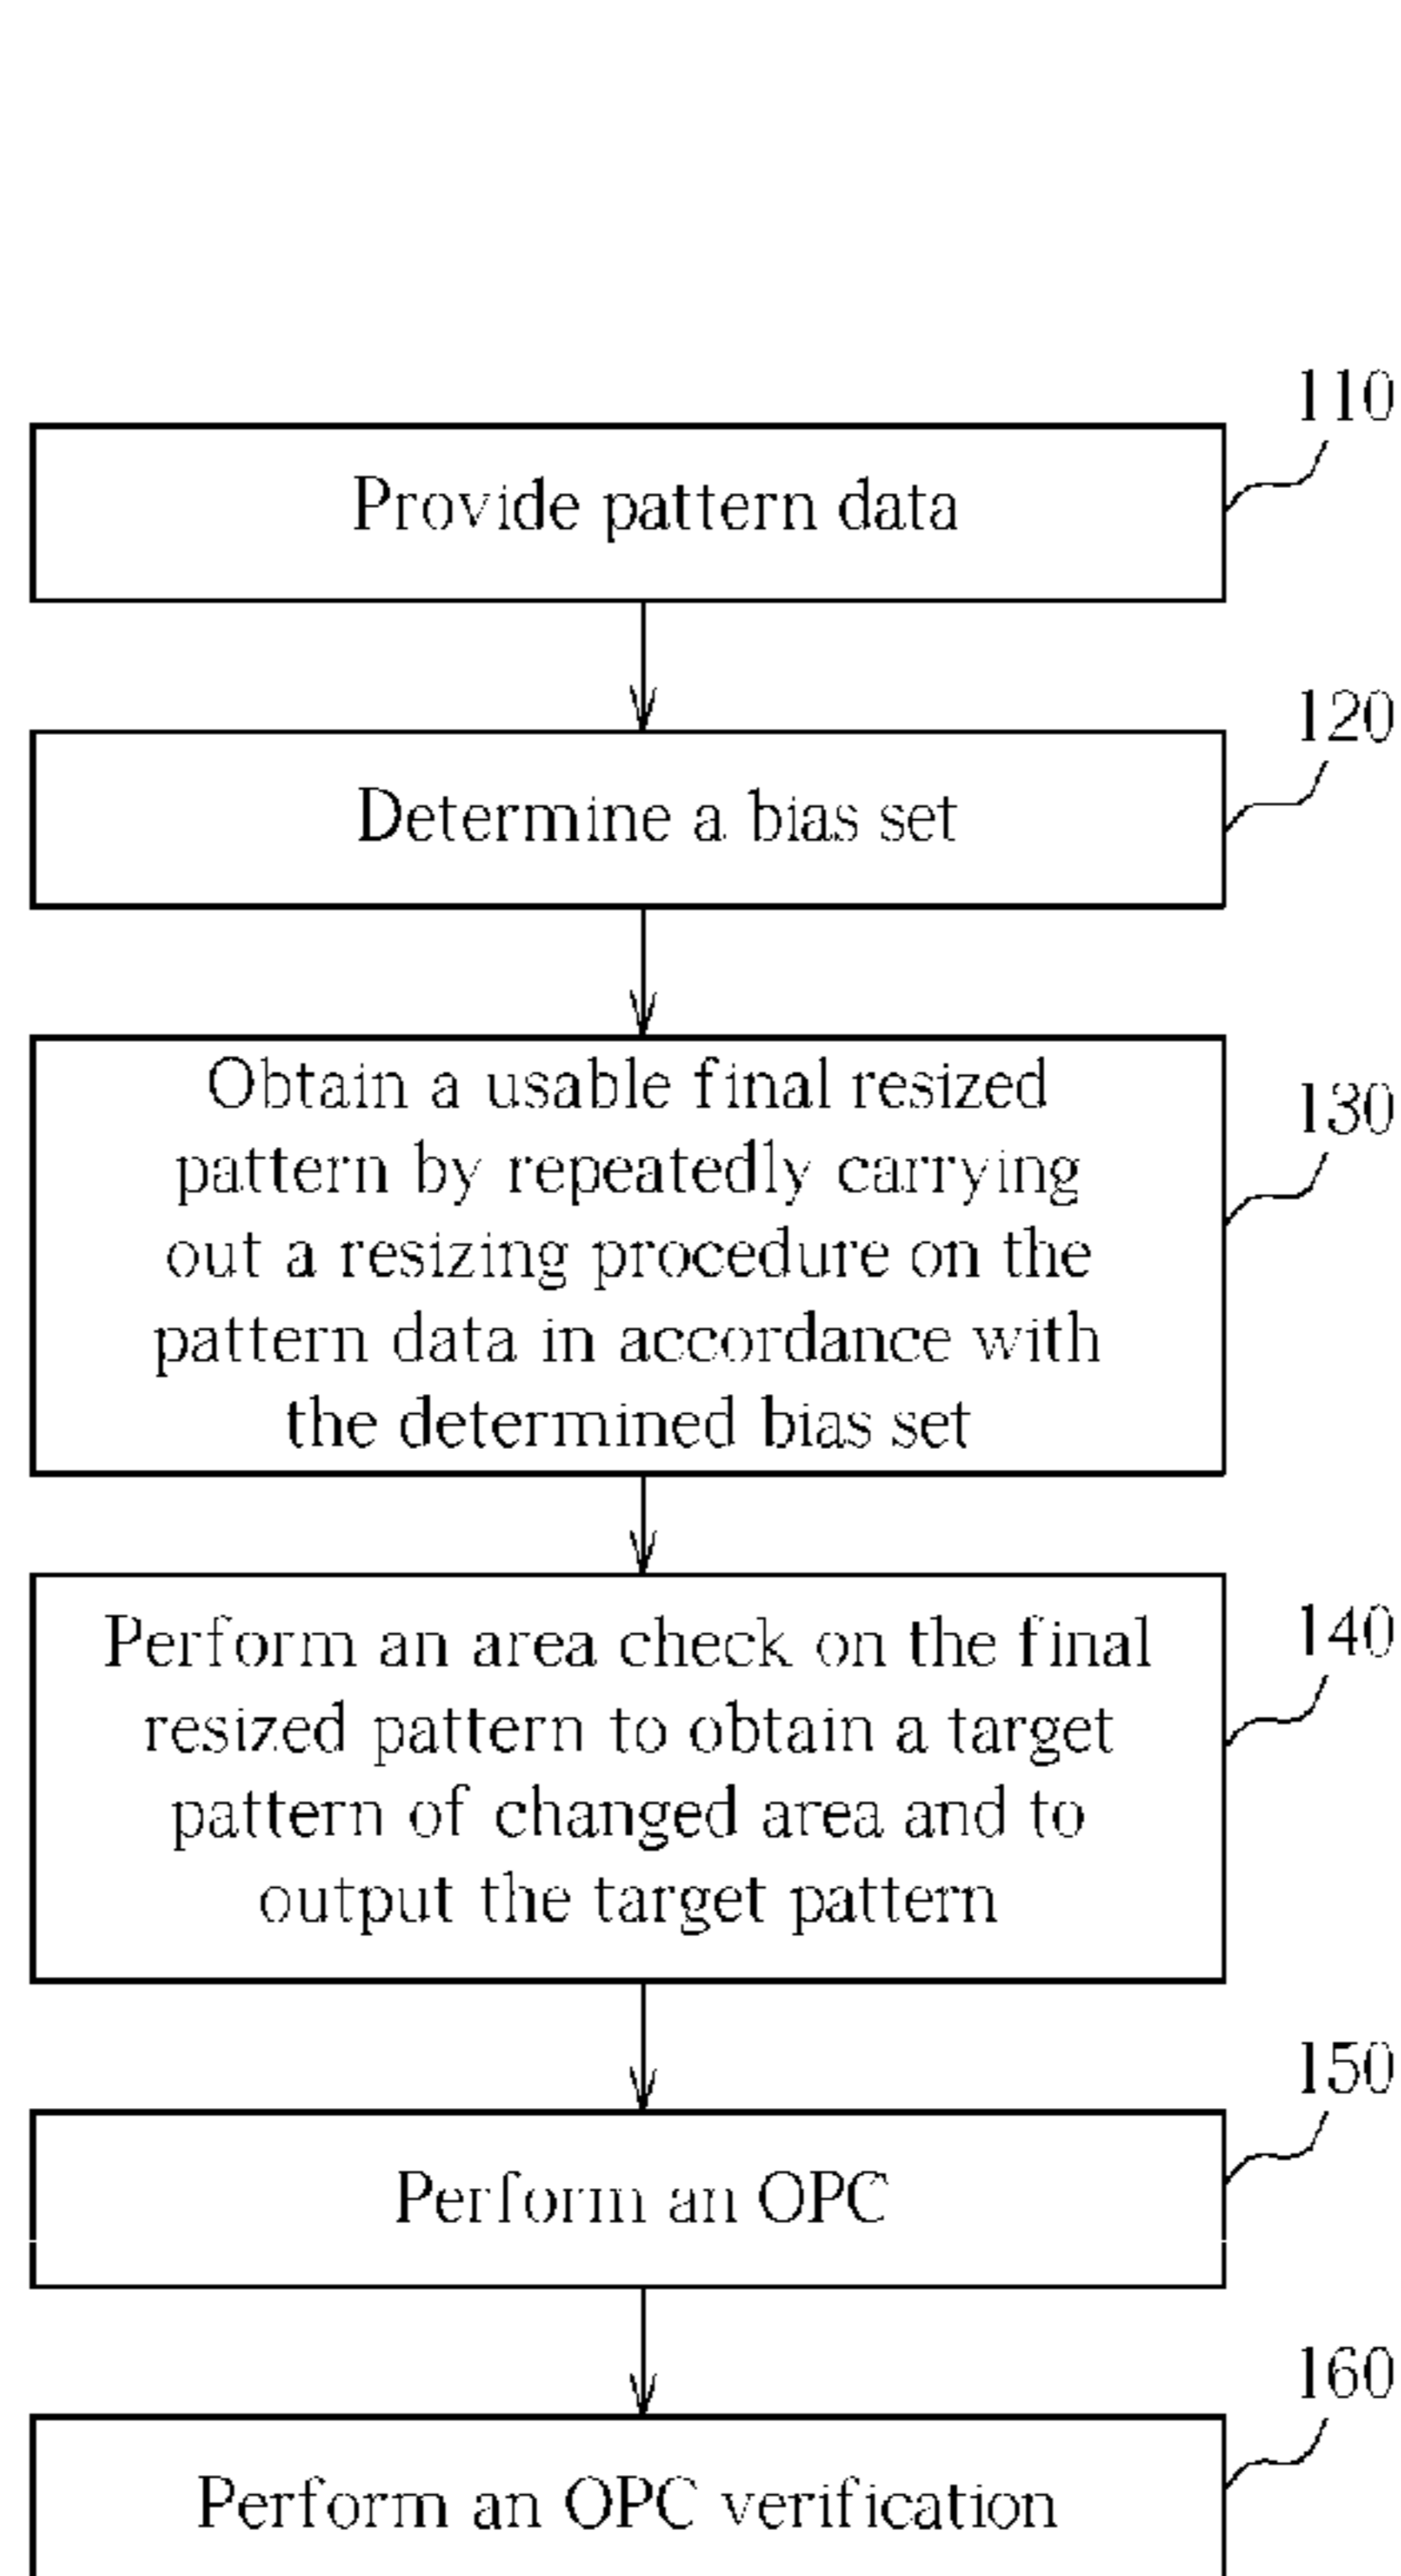 110
Provide pattern data
120
Determine a bias set
130
Obtain a usable final resized
pattern by repeatedly carrying
out a resizing procedure on the
pattern data in accordance with
the determined bias set
140
Perform an area check on the final
resized pattern to obtain a target
pattern of changed area and to
output the target pattern
150
Perform an OPC
160
Perform an OPC verification